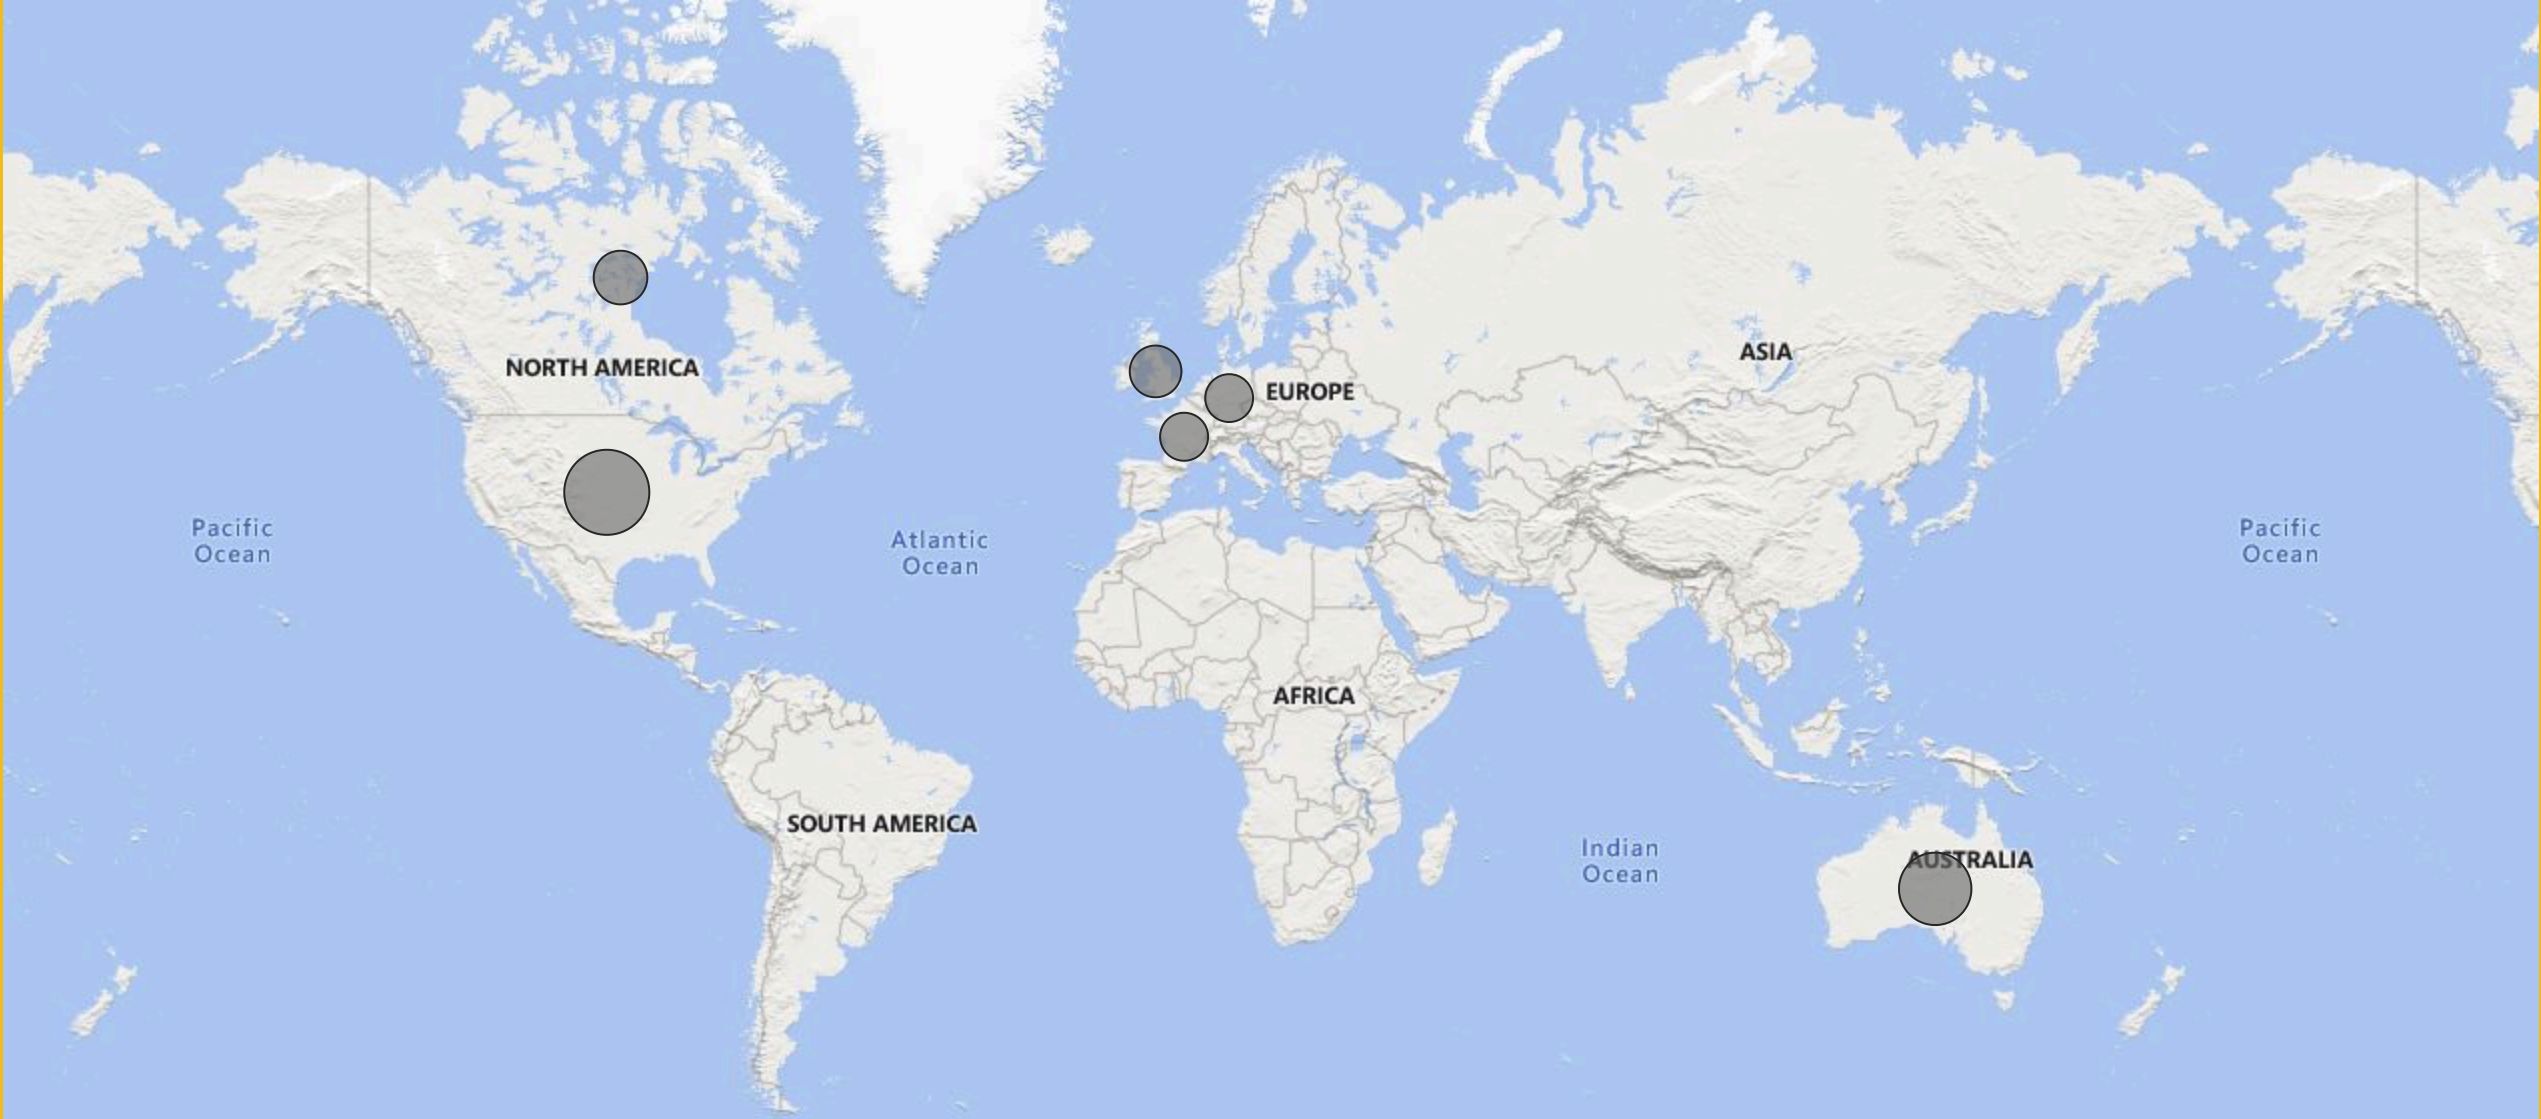 NORTH AMERICA
ASIA
EUROPE
Pacific
Ocean
Atlantic
Ocean
Pacific
Ocean
AFRICA
SOUTH AMERICA
Indian
Ocean
AUSTRALIA